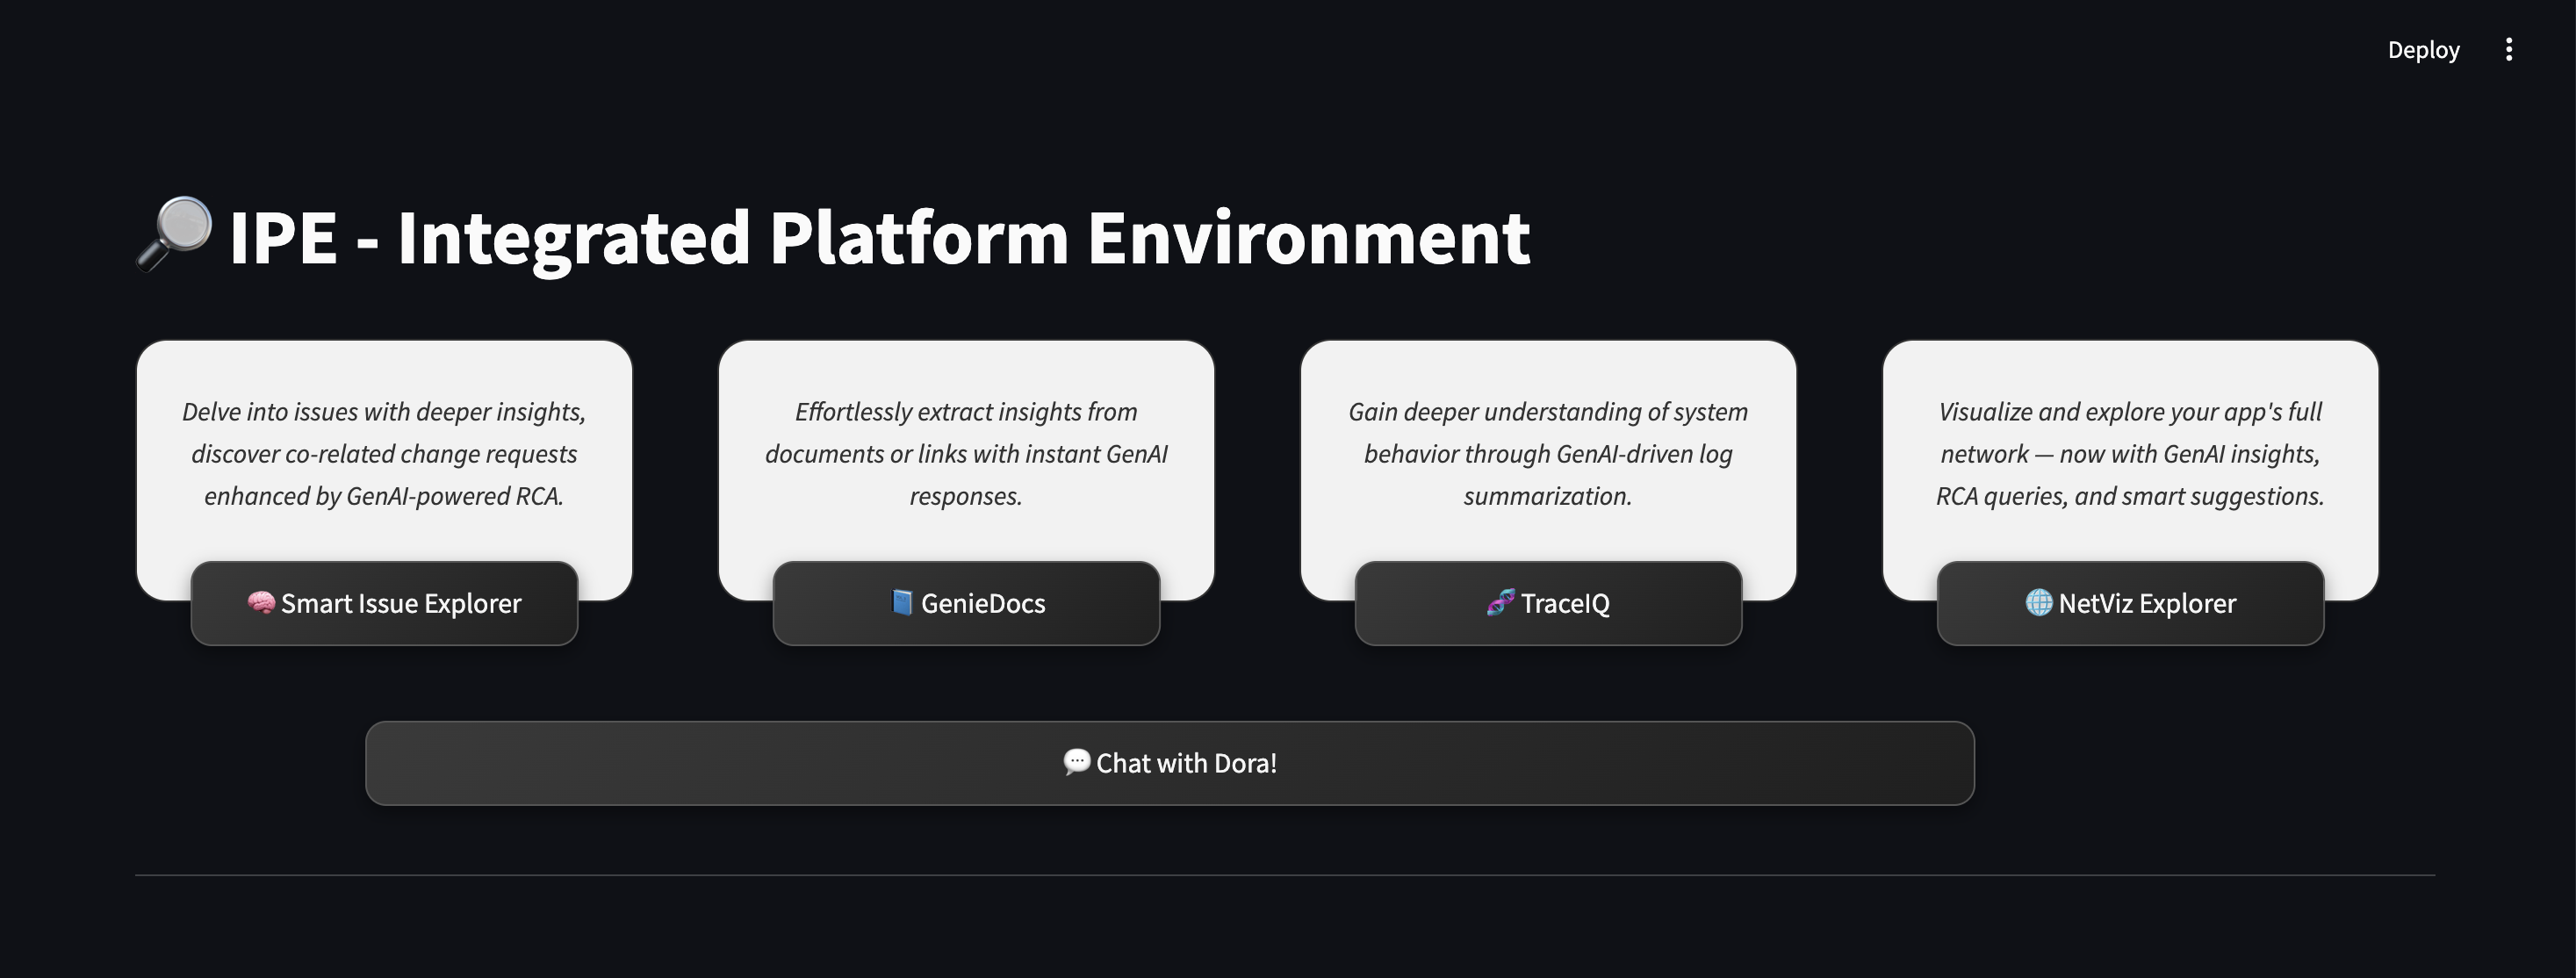 Deploy
IPE - Integrated Platform Environment
Delve into issues with deeper insights,
discover co-related change requests
enhanced by GenAI-powered RCA.
Smart Issue Explorer
Effortlessly extract insights from
documents or links with instant GenAI
responses.
GenieDocs
Gain deeper understanding of system
behavior through GenAI-driven log
summarization.
TraceIQ
Visualize and explore your app's full
network — now with GenAI insights,
RCA queries, and smart suggestions.
NetViz Explorer
Chat with Dora!